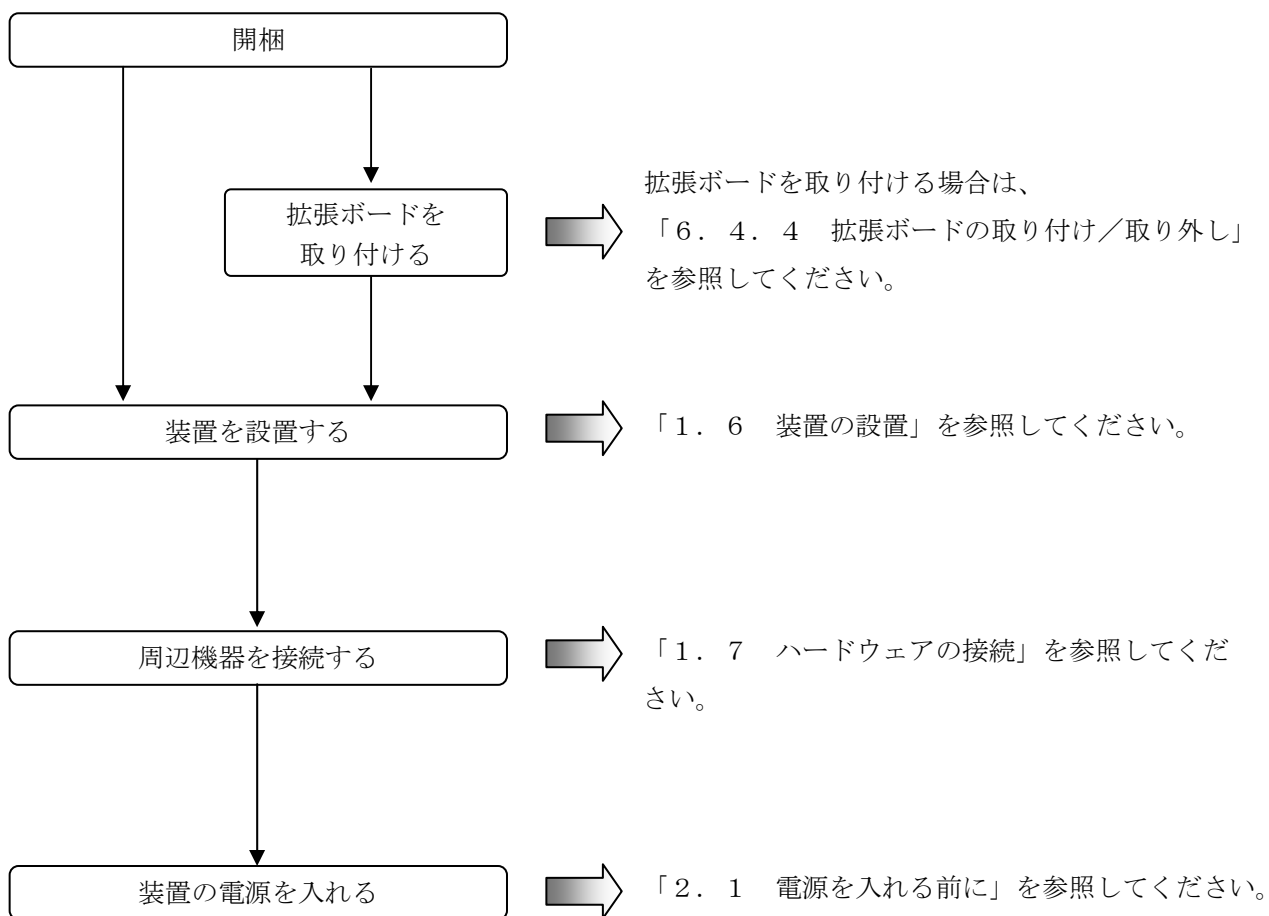 開梱
拡張ボードを
取り付ける
拡張ボードを取り付ける場合は、
「6．4．4　拡張ボードの取り付け／取り外し」
を参照してください。
装置を設置する
「1．6　装置の設置」を参照してください。
周辺機器を接続する
「1．7　ハードウェアの接続」を参照してくだ
さい。
装置の電源を入れる
「2．1　電源を入れる前に」を参照してください。